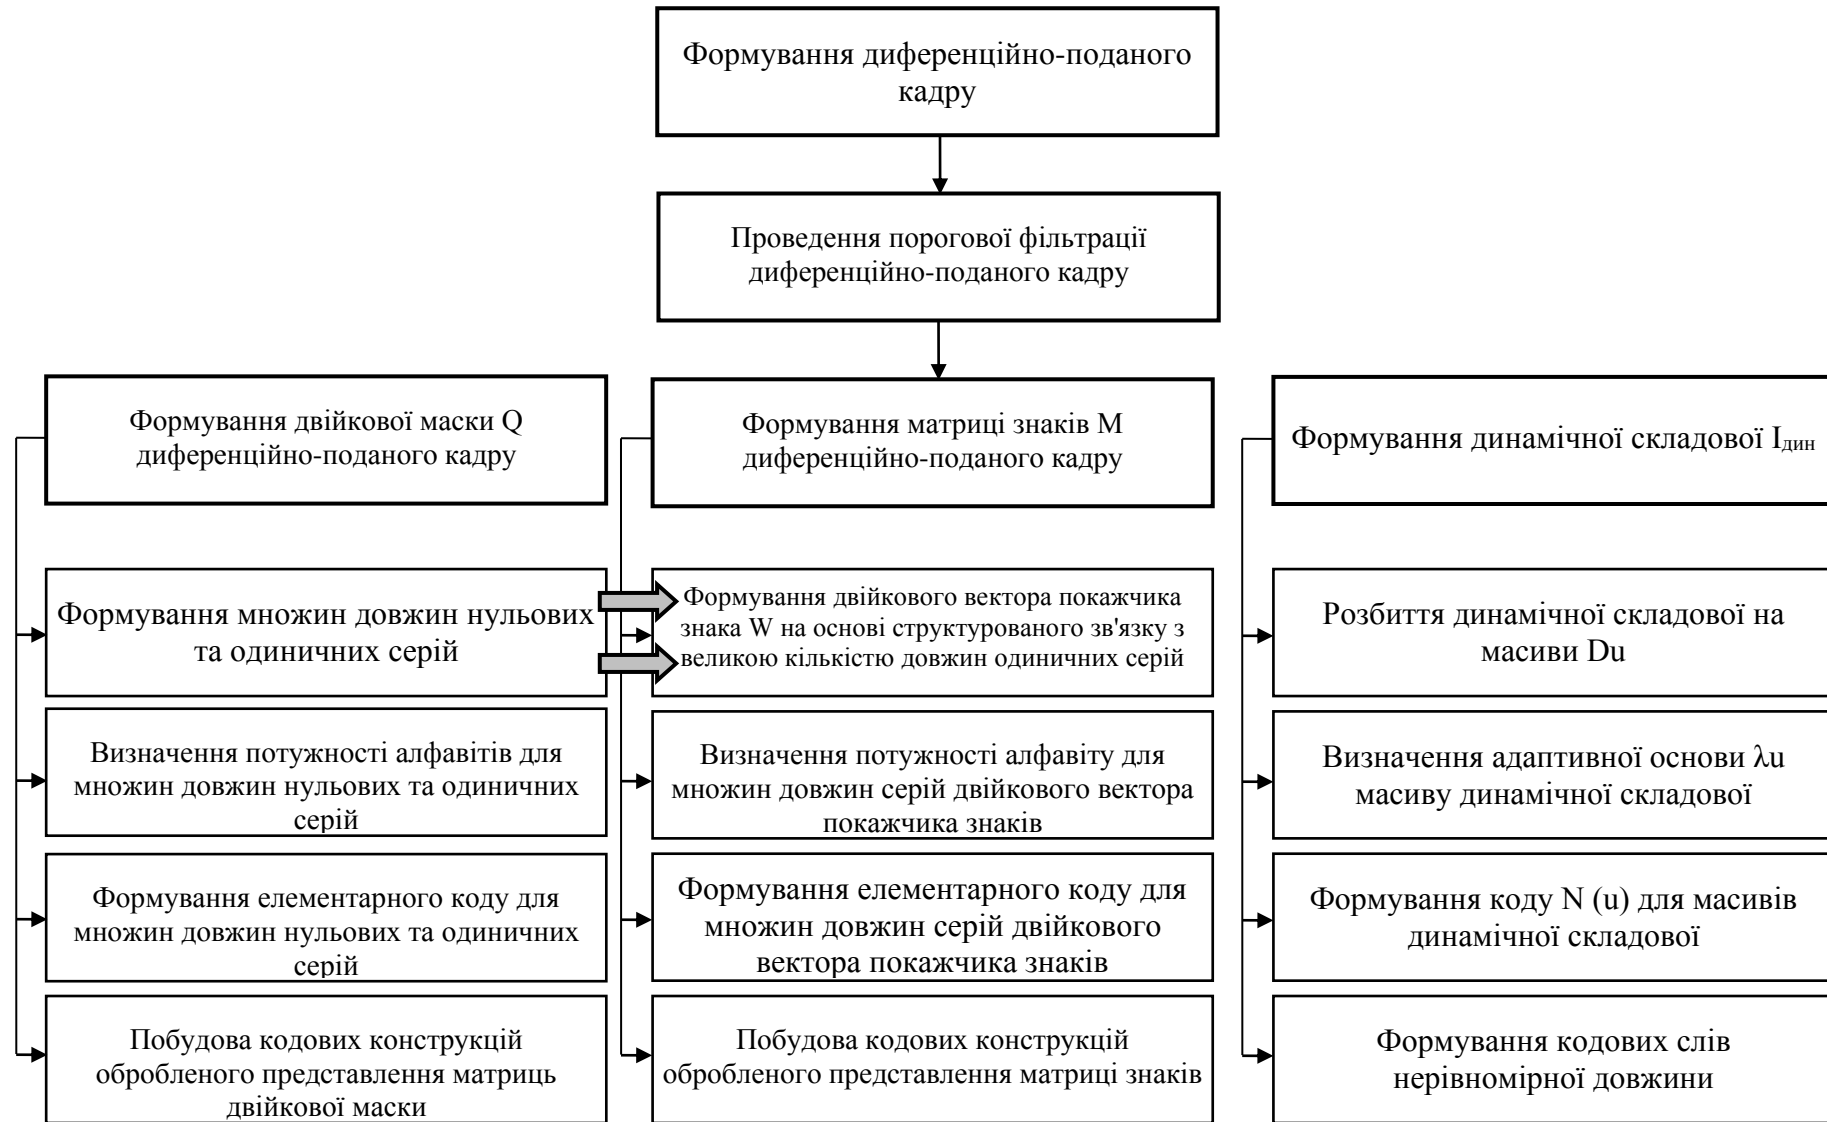 Формування диференційно-поданого
кадру
Проведення порогової фільтрації
диференційно-поданого кадру
Формування двійкової маски Q
диференційно-поданого кадру
Формування матриці знаків М
диференційно-поданого кадру
Формування динамічної складової Iдин
Формування множин довжин нульових
та одиничних серій
Формування двійкового вектора покажчика
знака W на основі структурованого зв'язку з
великою кількістю довжин одиничних серій
Розбиття динамічної складової на
масиви Du
Визначення потужності алфавітів для
множин довжин нульових та одиничних
серій
Визначення потужності алфавіту для
множин довжин серій двійкового вектора
покажчика знаків
Визначення адаптивної основи λu
масиву динамічної складової
Формування елементарного коду для
множин довжин нульових та одиничних
серій
Формування елементарного коду для
множин довжин серій двійкового
вектора покажчика знаків
Формування коду N (u) для масивів
динамічної складової
Побудова кодових конструкцій
обробленого представлення матриць
двійкової маски
Побудова кодових конструкцій
обробленого представлення матриці знаків
Формування кодових слів
нерівномірної довжини